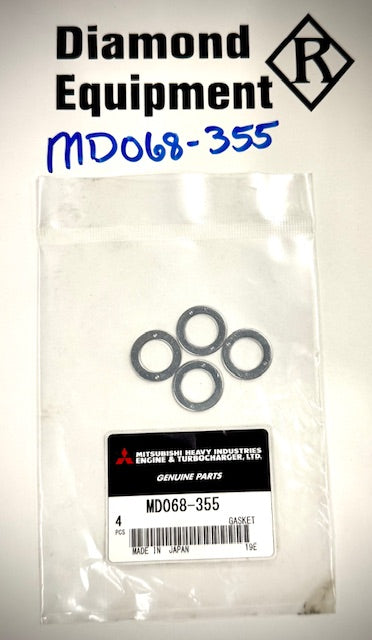 Diamond
Equipment
R
MD068-355
MITSUBISHI HEAVY INDUSTRIES
ENGINE & TURBOCHARGER, LTD.
GENUINE PARTS
MD068-355
4
PCS
GASKET
MADE IN JAPAN
19E